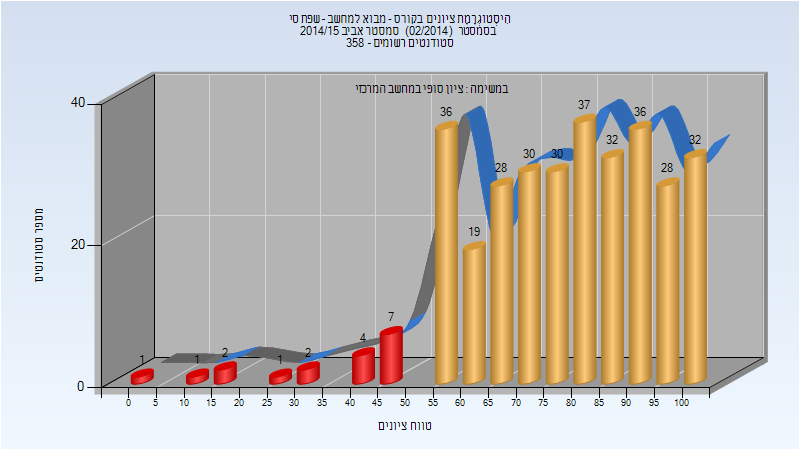 היסטוגרמת ציונים בקורס - מבוא למחשב - שפת סי
בסמסטר (02/2014) סמסטר אביב 2014/15
סטודנטים רשומים - 358
במשימה : ציון סופי במחשב המרכזי
מספר סטודנטים
40
20
0
1 1 2 1 2 4 7 36 19 28 30 30 37 32 36 28 32
0 5 10 15 20 25 30 35 40 45 50 55 60 65 70 75 80 85 90 95 100
טווח ציונים